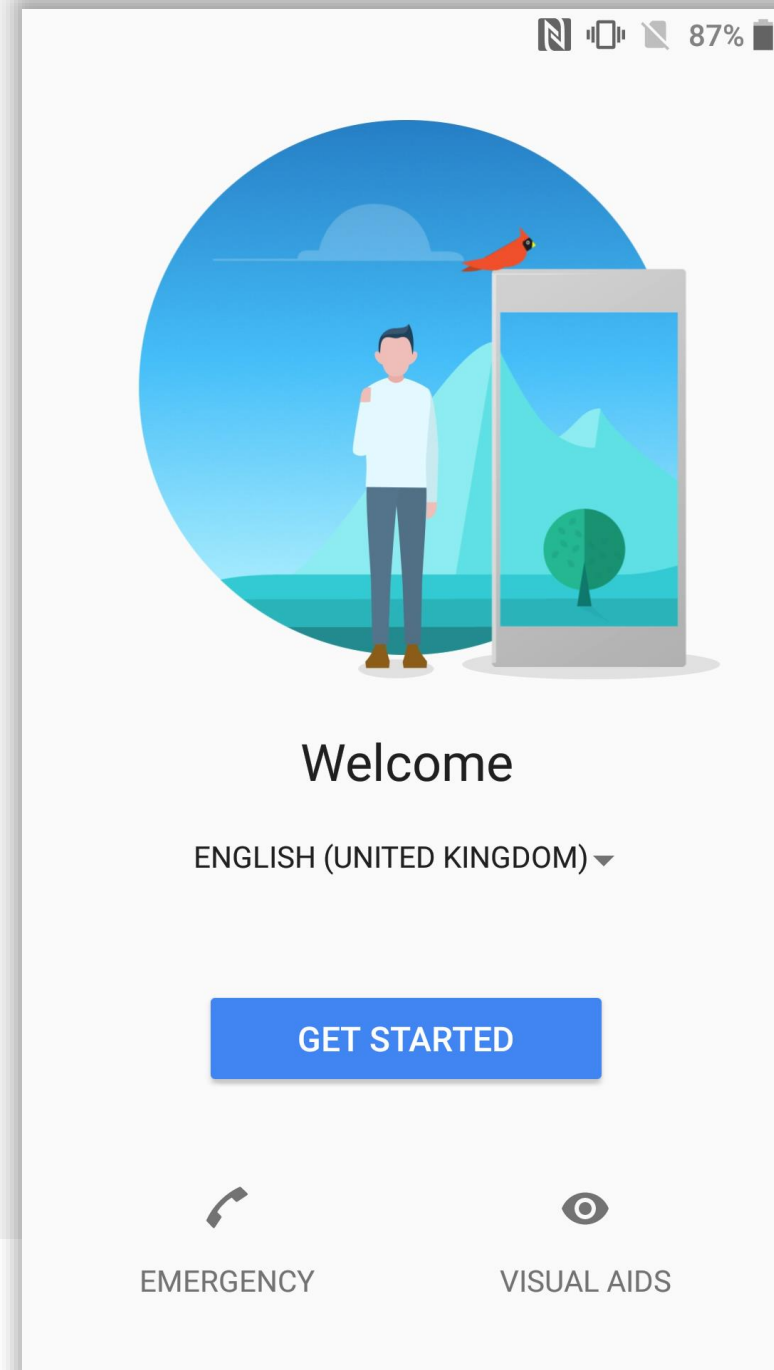 87%
Welcome
ENGLISH (UNITED KINGDOM)
GET STARTED
EMERGENCY
VISUAL AIDS